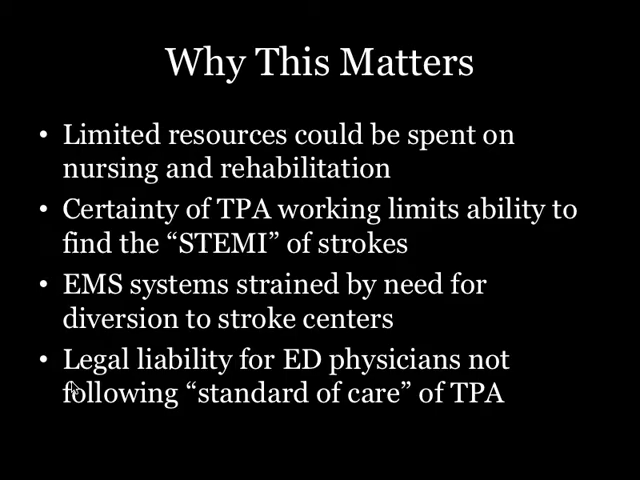 Why This Matters
• Limited resources could be spent on
nursing and rehabilitation
• Certainty of TPA working limits ability to
find the “STEMI” of strokes
• EMS systems strained by need for
diversion to stroke centers
• Legal liability for ED physicians not
following “standard of care” of TPA